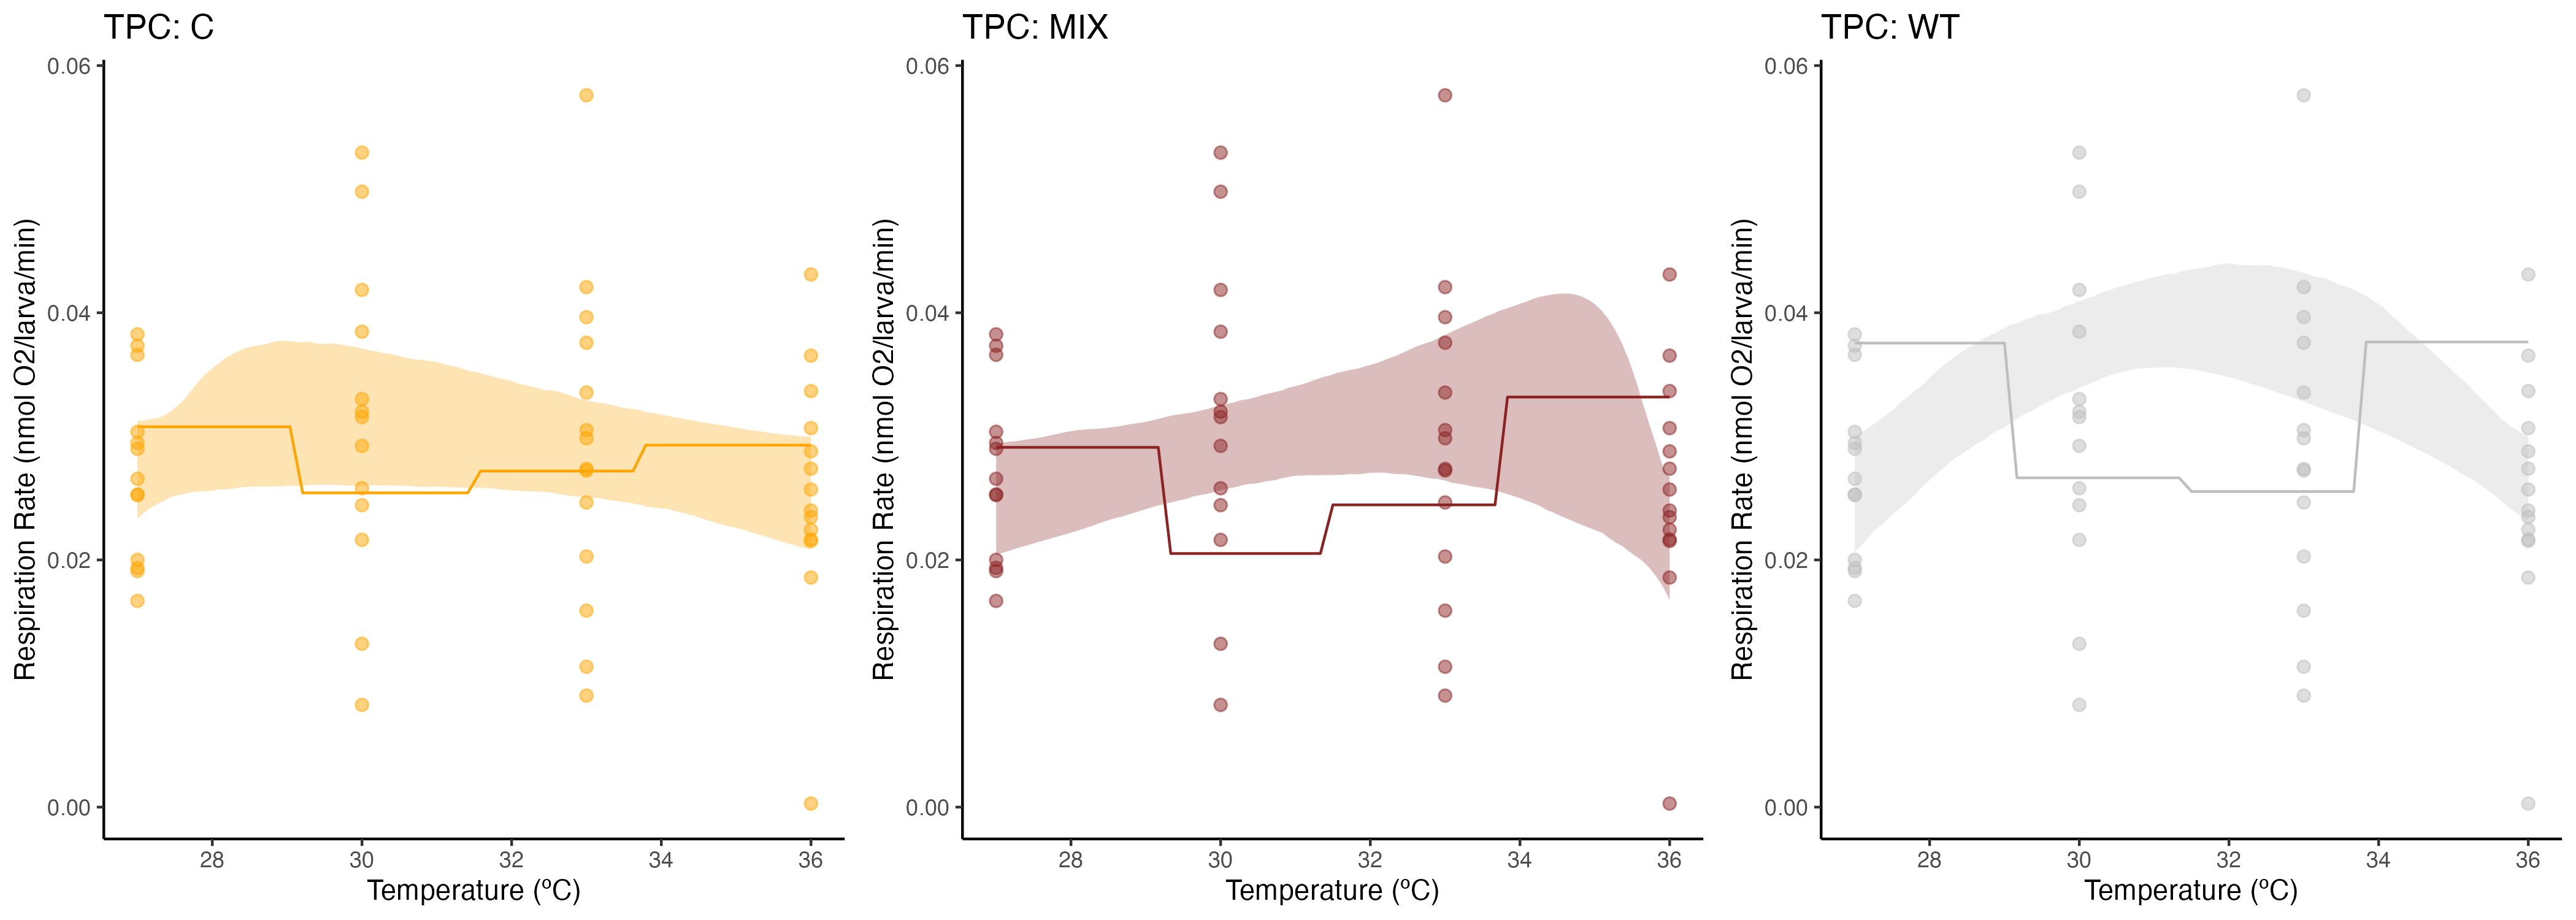 TPC: C
TPC: MIX
TPC: WT
Respiration Rate (nmol O2/larva/min)
0.06
0.04
0.02
0.00
28 30 32 34 36
Temperature (ºC)
Respiration Rate (nmol O2/larva/min)
0.06
0.04
0.02
0.00
28 30 32 34 36
Temperature (ºC)
Respiration Rate (nmol O2/larva/min)
0.06
0.04
0.02
0.00
28 30 32 34 36
Temperature (ºC)